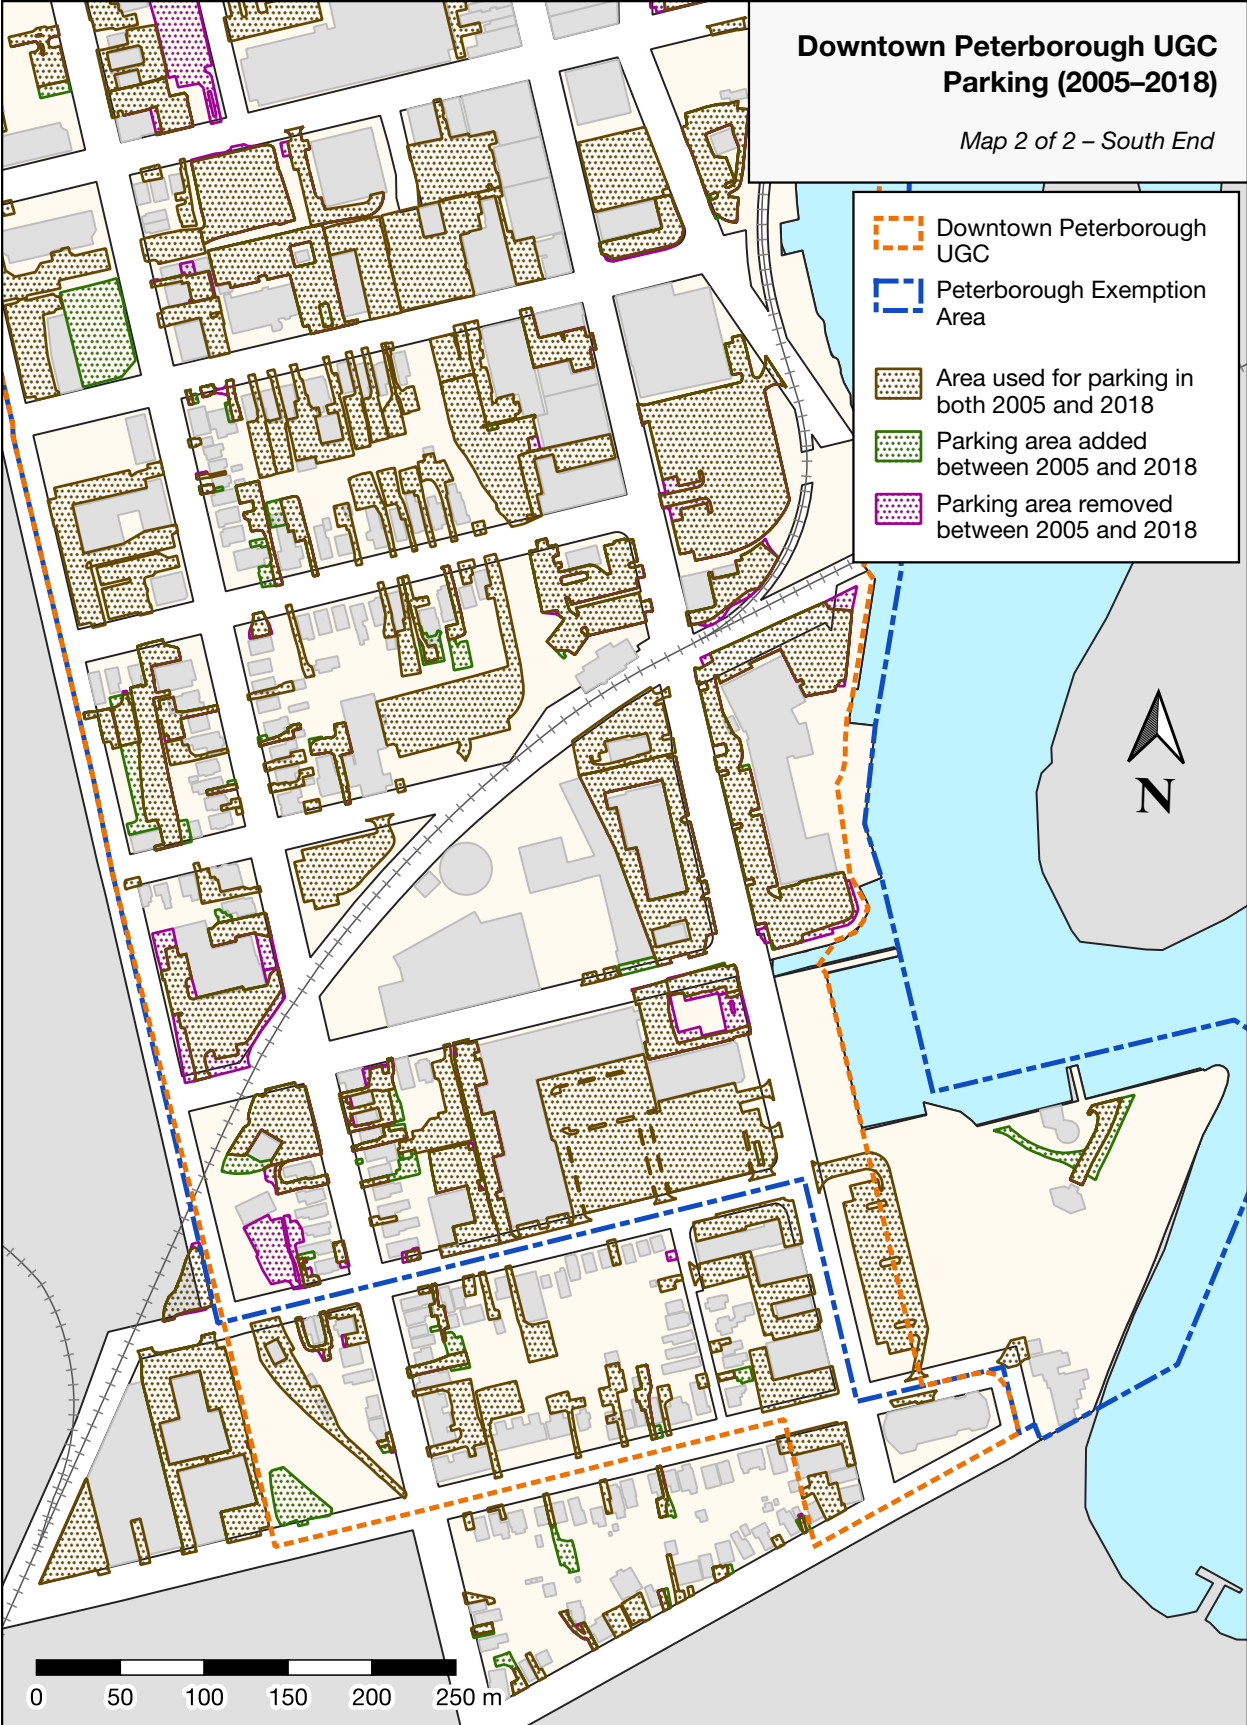 Downtown Peterborough UGC
Parking (2005–2018)
Map 2 of 2 – South End
Downtown Peterborough
UGC
Peterborough Exemption
Area
Area used for parking in
both 2005 and 2018
Parking area added
between 2005 and 2018
Parking area removed
between 2005 and 2018
N
0 50 100 150 200 250 m